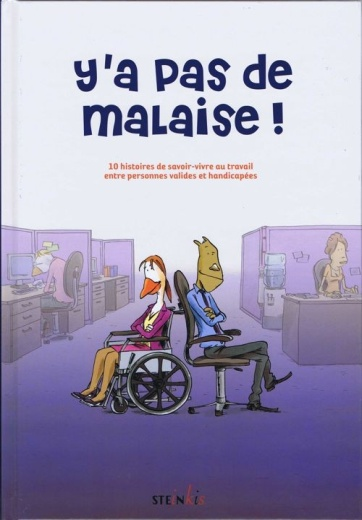 Y'a pas de
malaise !
10 histoires de savoir-vivre au travail
entre personnes valides et handicapées
STEINkis